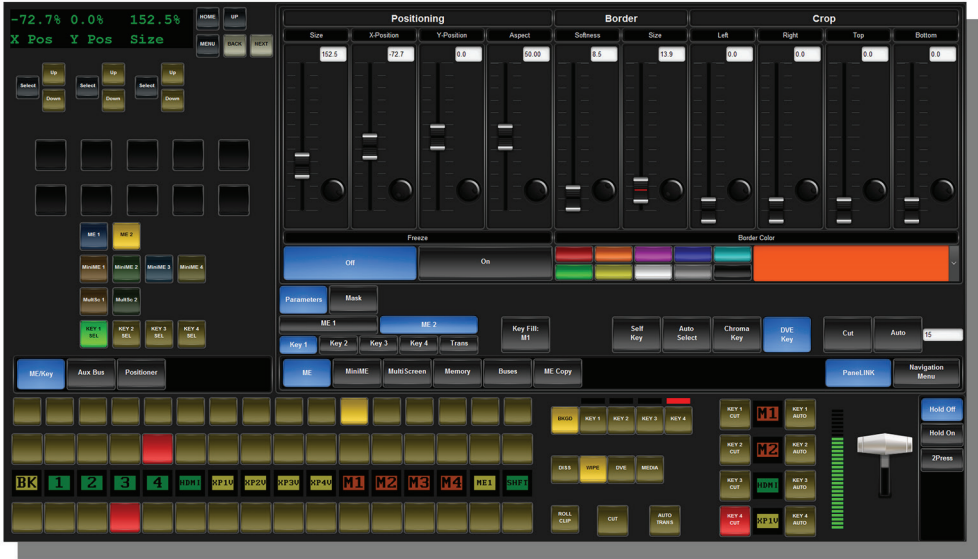 -72.7% 0.0% 152.5%
X Pos Y Pos Size
HOME UP
MENU BACK NEXT
Select Up Down Select Up Down Select Up Down
ME 1 ME 2
MiniME 1 MiniME 2 MiniME 3 MiniME 4
MultSc 1 MultSc 2
KEY 1 SEL KEY 2 SEL KEY 3 SEL KEY 4 SEL
ME/Key Aux Bus Positioner
Positioning Border Crop
Size X-Position Y-Position Aspect Softness Size Left Right Top Bottom
152.5 -72.7 0.0 50.00 8.5 13.9 0.0 0.0 0.0 0.0
Freeze Border Color
Off On
Parameters Mask
ME 1 ME 2
Key 1 Key 2 Key 3 Key 4 Trans
Key Fill:
M1
Self Key Auto Select Chroma Key DVE Key Cut Auto 15
ME MiniME MultiScreen Memory Buses ME Copy PaneLINK Navigation Menu
BK 1 2 3 4 HDMI XP1V XP2V XP3V XP4V M1 M2 M3 M4 ME1 SHFT
BKGD KEY 1 KEY 2 KEY 3 KEY 4
DISS WIPE DVE MEDIA
ROLL CLIP CUT AUTO TRANS
KEY 1 CUT M1 KEY 1 AUTO
KEY 2 CUT M2 KEY 2 AUTO
KEY 3 CUT HDMI KEY 3 AUTO
KEY 4 CUT XP1V KEY 4 AUTO
Hold Off
Hold On
2Press